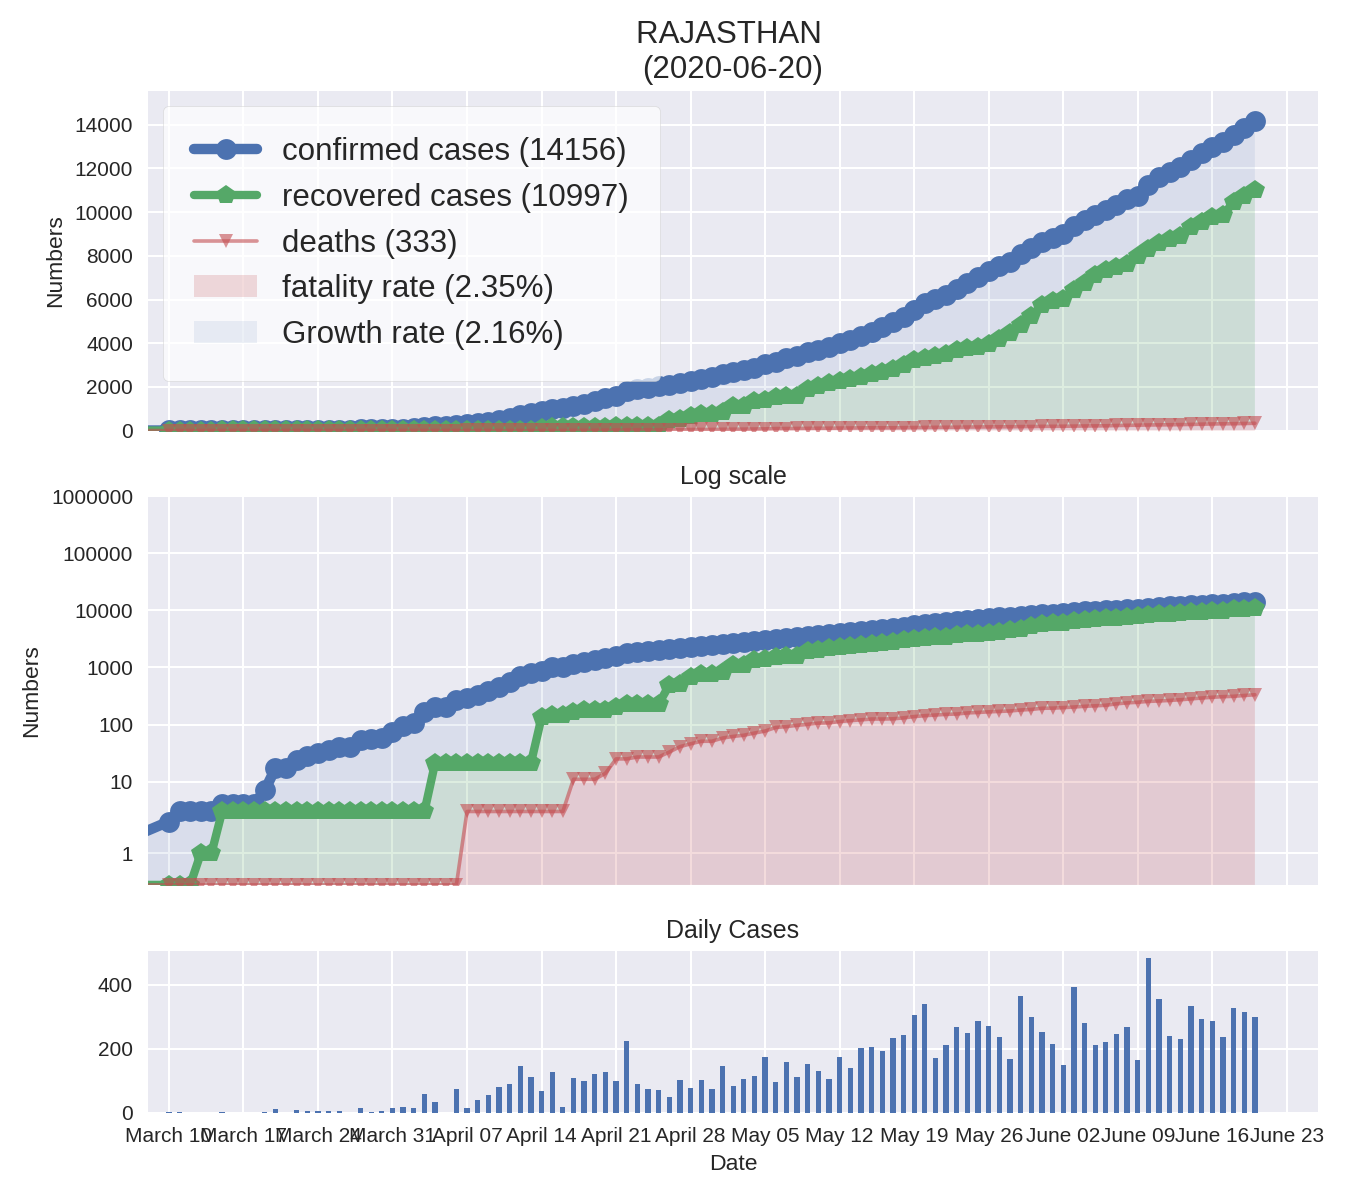 RAJASTHAN
(2020-06-20)
Numbers
14000
12000
10000
8000
6000
4000
2000
0
confirmed cases (14156)
recovered cases (10997)
deaths (333)
fatality rate (2.35%)
Growth rate (2.16%)
Log scale
Numbers
1000000
100000
10000
1000
100
10
1
Daily Cases
400
200
0
March 10 March 17 March 24 March 31 April 07 April 14 April 21 April 28 May 05 May 12 May 19 May 26 June 02 June 09 June 16 June 23
Date